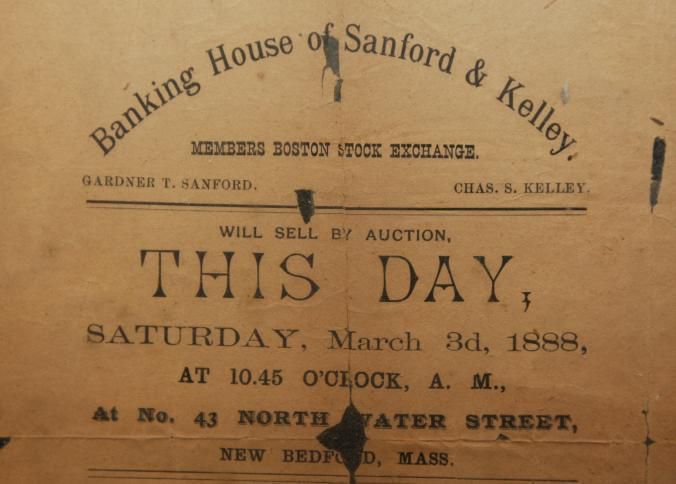 Banking House of Sanford & Kelley.
MEMBERS BOSTON STOCK EXCHANGE.
GARDNER T. SANFORD. CHAS. S. KELLEY.
WILL SELL BY AUCTION,
THIS DAY,
SATURDAY, March 3d, 1888,
AT 10.45 O'CLOCK, A. M.,
At No. 43 NORTH WATER STREET,
NEW BEDFORD, MASS.